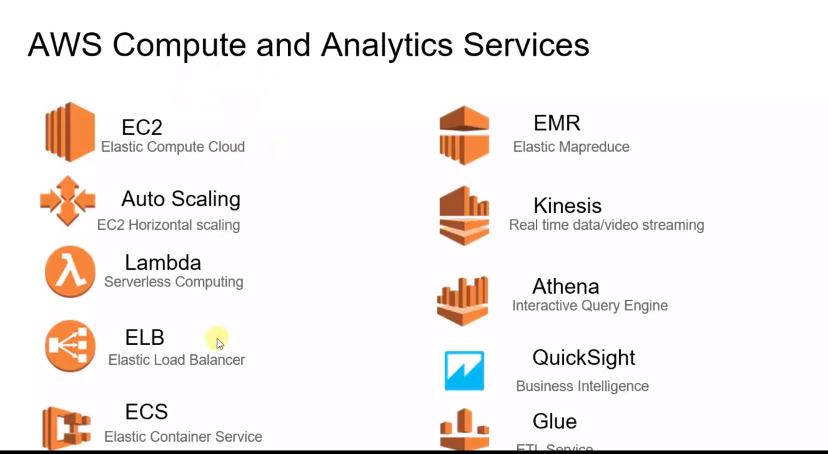 AWS Compute and Analytics Services
EC2
Elastic Compute Cloud
Auto Scaling
EC2 Horizontal scaling
Lambda
Serverless Computing
ELB
Elastic Load Balancer
ECS
Elastic Container Service
EMR
Elastic Mapreduce
Kinesis
Real time data/video streaming
Athena
Interactive Query Engine
QuickSight
Business Intelligence
Glue
ETL Service